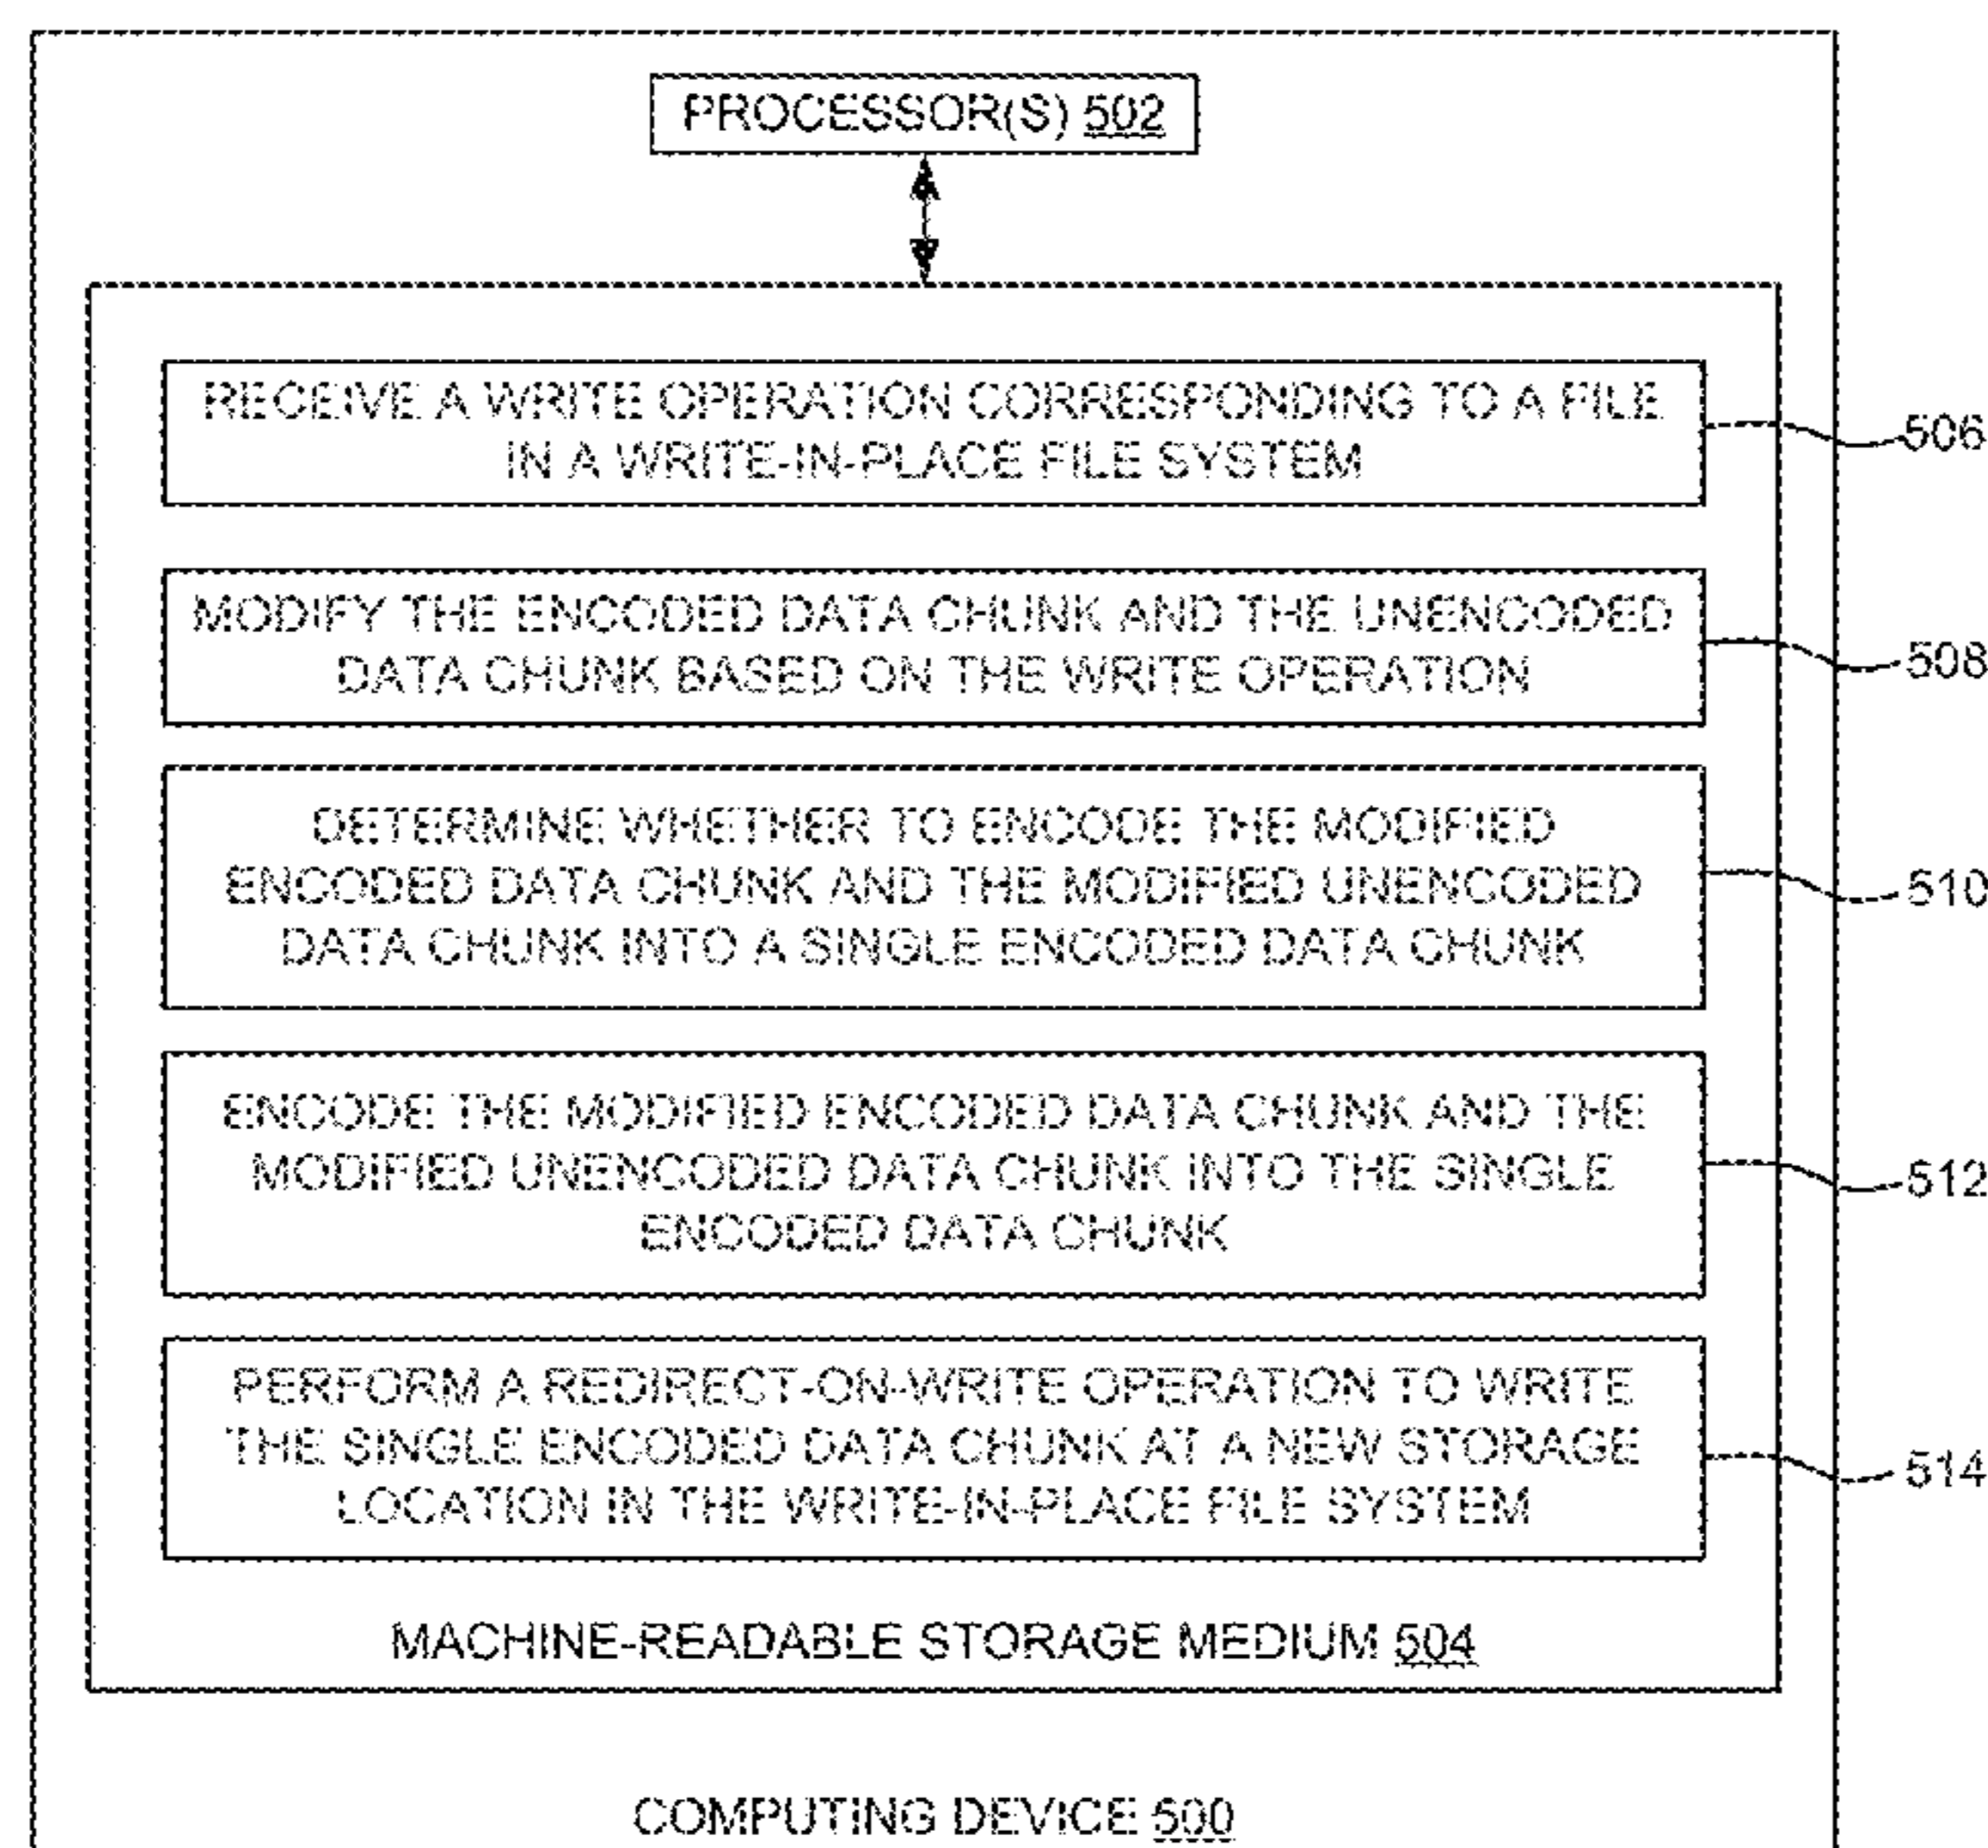 PROCESSOR(S) 502
RECEIVE A WRITE OPERATION CORRESPONDING TO A FILE
IN A WRITE-IN-PLACE FILE SYSTEM
506
MODIFY THE ENCODED DATA CHUNK AND THE UNENCODED
DATA CHUNK BASED ON THE WRITE OPERATION
508
DETERMINE WHETHER TO ENCODE THE MODIFIED
ENCODED DATA CHUNK AND THE MODIFIED UNENCODED
DATA CHUNK INTO A SINGLE ENCODED DATA CHUNK
510
ENCODE THE MODIFIED ENCODED DATA CHUNK AND THE
MODIFIED UNENCODED DATA CHUNK INTO THE SINGLE
ENCODED DATA CHUNK
512
PERFORM A REDIRECT-ON-WRITE OPERATION TO WRITE
THE SINGLE ENCODED DATA CHUNK AT A NEW STORAGE
LOCATION IN THE WRITE-IN-PLACE FILE SYSTEM
514
MACHINE-READABLE STORAGE MEDIUM 504
COMPUTING DEVICE 500